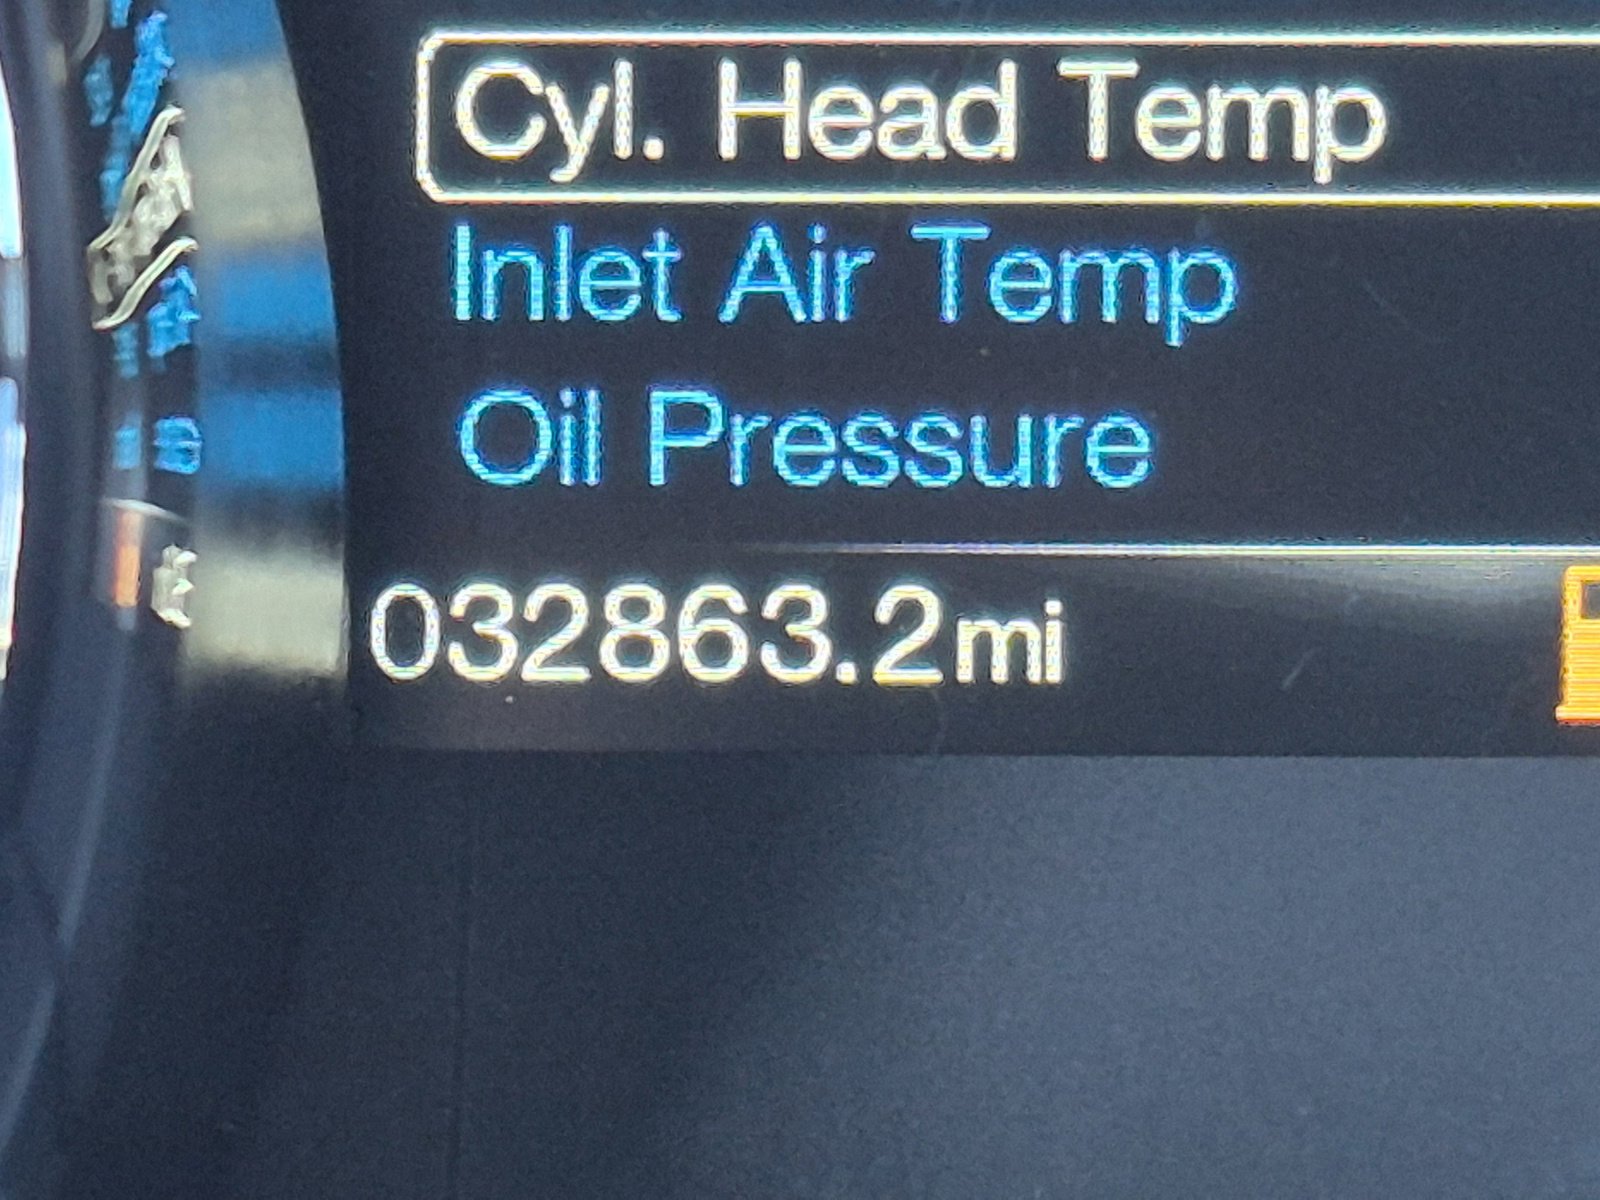 Cyl. Head Temp
Inlet Air Temp
Oil Pressure
032863.2mi